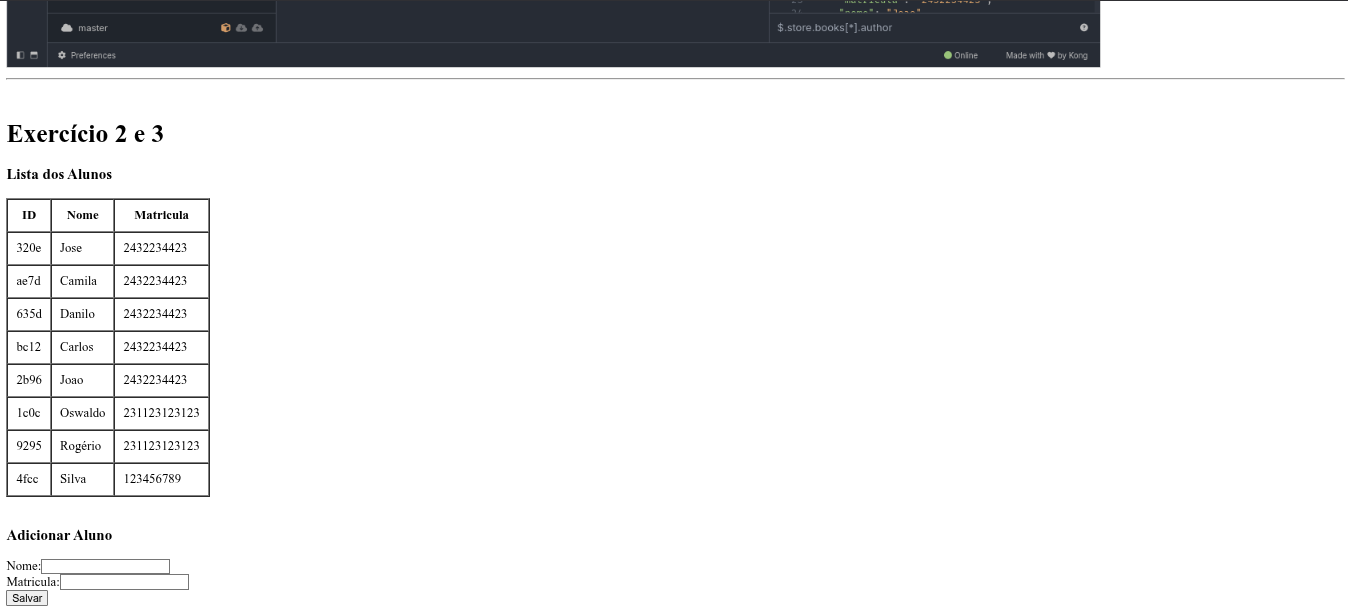 master
$.store.books[*].author
Preferences
Online
Made with ❤ by Kong
Exercício 2 e 3
Lista dos Alunos
ID Nome Matrícula
320e Jose 2432234423
ae7d Camila 2432234423
635d Danilo 2432234423
bc12 Carlos 2432234423
2b96 Joao 2432234423
1c0c Oswaldo 231123123123
9295 Rogério 231123123123
4fcc Silva 123456789
Adicionar Aluno
Nome:
Matricula:
Salvar